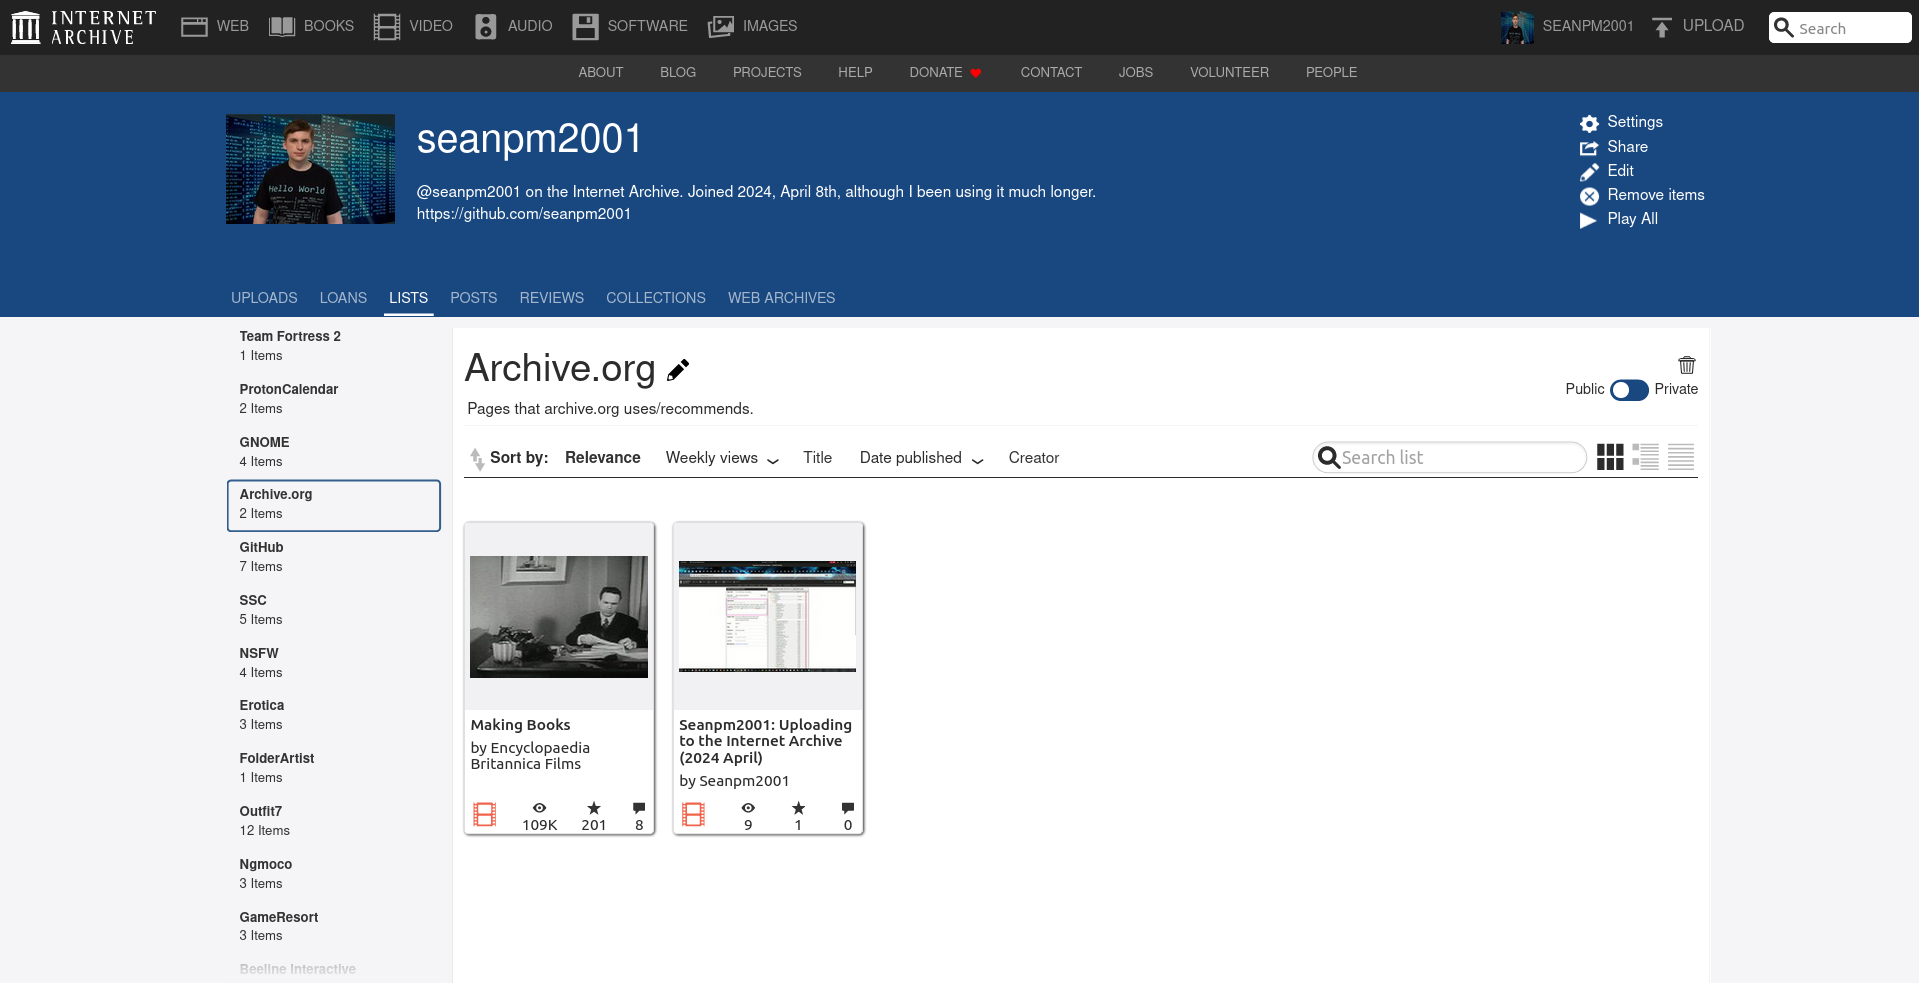 INTERNET ARCHIVE
WEB BOOKS VIDEO AUDIO SOFTWARE IMAGES SEANPM2001 UPLOAD Search
ABOUT BLOG PROJECTS HELP DONATE CONTACT JOBS VOLUNTEER PEOPLE
Hello World
seanpm2001
@seanpm2001 on the Internet Archive. Joined 2024, April 8th, although I been using it much longer.
https://github.com/seanpm2001
Settings
Share
Edit
Remove items
Play All
UPLOADS LOANS LISTS POSTS REVIEWS COLLECTIONS WEB ARCHIVES
Team Fortress 2
1 Items
ProtonCalendar
2 Items
GNOME
4 Items
Archive.org
2 Items
GitHub
7 Items
SSC
5 Items
NSFW
4 Items
Erotica
3 Items
FolderArtist
1 Items
Outfit7
12 Items
Ngmoco
3 Items
GameResort
3 Items
Beeline Interactive
Archive.org
Public Private
Pages that archive.org uses/recommends.
Sort by: Relevance Weekly views Title Date published Creator Search list
Making Books
by Encyclopaedia
Britannica Films
109K 201 8
Seanpm2001: Uploading
to the Internet Archive
(2024 April)
by Seanpm2001
9 1 0